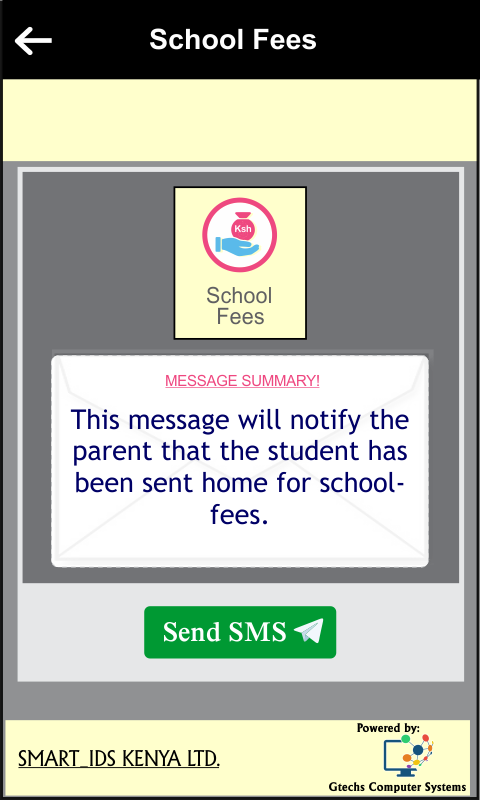 School Fees
Ksh
School
Fees
MESSAGE SUMMARY!
This message will notify the
parent that the student has
been sent home for school-
fees.
Send SMS
Powered by:
SMART_IDS KENYA LTD.
Gtechs Computer Systems